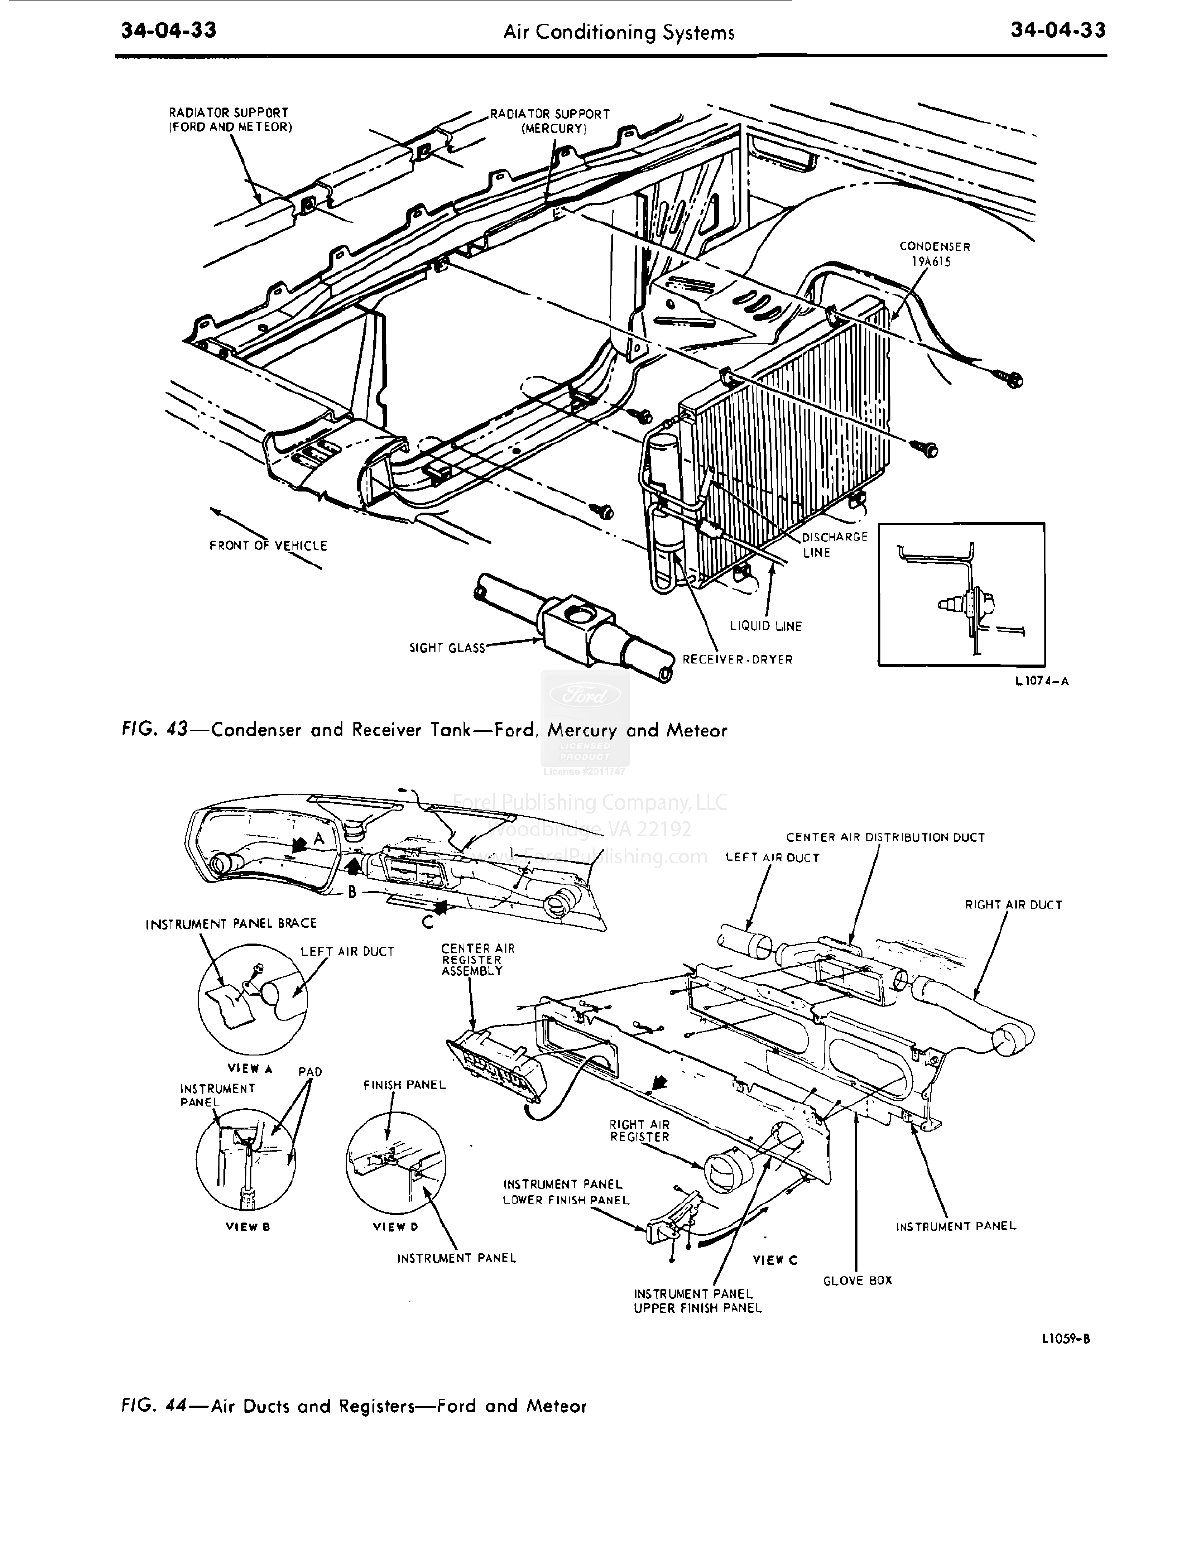 34-04-33 Air Conditioning Systems 34-04-33
RADIATOR SUPPORT
(FORD AND METEOR)
RADIATOR SUPPORT
(MERCURY)
CONDENSER
19A615
FRONT OF VEHICLE
DISCHARGE
LINE
LIQUID LINE
SIGHT GLASS
RECEIVER-DRYER
L1074-A
FIG. 43—Condenser and Receiver Tank—Ford, Mercury and Meteor
Ford
LICENSED
PRODUCT
License #2011747
Forel Publishing Company, LLC
Woodbridge VA 22192
www.ForelPublishing.com
A
B
C
CENTER AIR DISTRIBUTION DUCT
LEFT AIR DUCT
RIGHT AIR DUCT
INSTRUMENT PANEL BRACE
LEFT AIR DUCT
CENTER AIR
REGISTER
ASSEMBLY
VIEW A
PAD
INSTRUMENT
PANEL
FINISH PANEL
RIGHT AIR
REGISTER
INSTRUMENT PANEL
LOWER FINISH PANEL
VIEW B
VIEW D
INSTRUMENT PANEL
INSTRUMENT PANEL
VIEW C
GLOVE BOX
INSTRUMENT PANEL
UPPER FINISH PANEL
L1059-B
FIG. 44—Air Ducts and Registers—Ford and Meteor